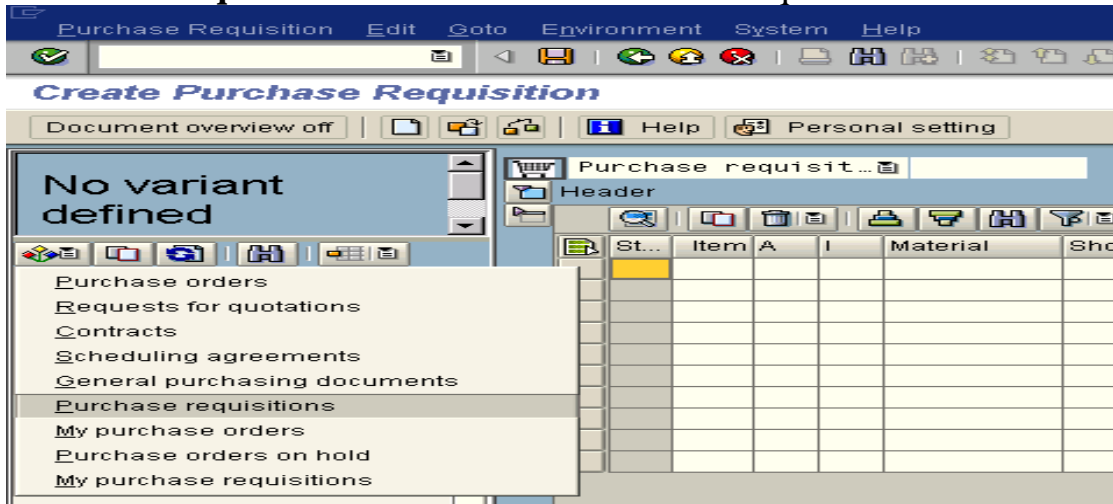 Purchase Requisition Edit Goto Environment System Help
Create Purchase Requisition
Document overview off Help Personal setting
No variant
defined
Purchase requisit...
Header
St... Item A I Material Sho
Purchase orders
Requests for quotations
Contracts
Scheduling agreements
General purchasing documents
Purchase requisitions
My purchase orders
Purchase orders on hold
My purchase requisitions